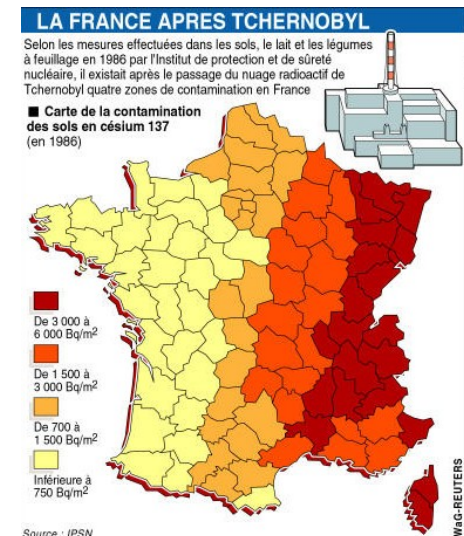 LA FRANCE APRES TCHERNOBYL
Selon les mesures effectuées dans les sols, le lait et les légumes
à feuillage en 1986 par l'Institut de protection et de sûreté
nucléaire, il existait après le passage du nuage radioactif de
Tchernobyl quatre zones de contamination en France
■ Carte de la contamination
des sols en césium 137
(en 1986)
De 3 000 à
6 000 Bq/m2
De 1 500 à
3 000 Bq/m2
De 700 à
1 500 Bq/m2
Inférieure à
750 Bq/m2
Source : IPSN
WaG-REUTERS